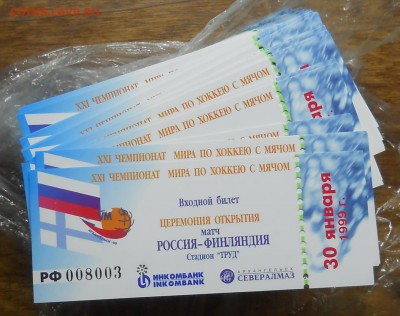 XXI ЧЕМПИОНАТ МИРА ПО ХОККЕЮ С МЯЧОМ
XXI ЧЕМПИОНАТ МИРА ПО ХОККЕЮ С МЯЧОМ
XXI ЧЕМПИОНАТ МИРА ПО ХОККЕЮ С МЯЧОМ
XXI ЧЕМПИОНАТ МИРА ПО ХОККЕЮ С МЯЧОМ
Входной билет
ЦЕРЕМОНИЯ ОТКРЫТИЯ
матч
РОССИЯ-ФИНЛЯНДИЯ
Стадион "ТРУД"
РФ 008003
ИНКОМБАНК
INKOMBANK
СЕВЕРАЛМАЗ
30 января
1999 г.